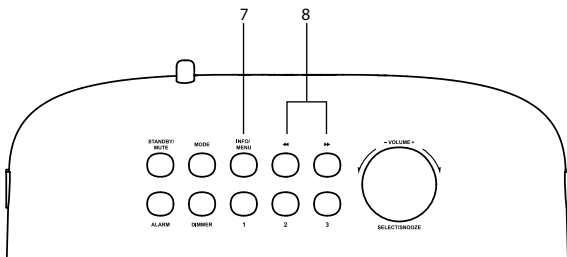 7 8
STANDBY/
MUTE
MODE
INFO/
MENU
− VOLUME +
ALARM
DIMMER
1
2
3
SELECT/SNOOZE